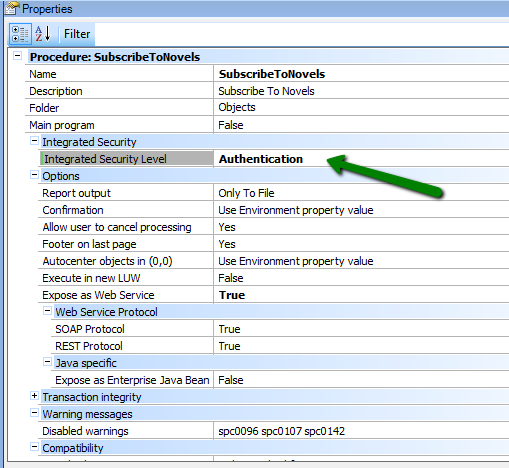 Properties
Filter
Procedure: SubscribeToNovels
Name SubscribeToNovels
Description Subscribe To Novels
Folder Objects
Main program False
Integrated Security
Integrated Security Level Authentication
Options
Report output Only To File
Confirmation Use Environment property value
Allow user to cancel processing Yes
Footer on last page Yes
Autocenter objects in (0,0) Use Environment property value
Execute in new LUW False
Expose as Web Service True
Web Service Protocol
SOAP Protocol True
REST Protocol True
Java specific
Expose as Enterprise Java Bean False
Transaction integrity
Warning messages
Disabled warnings spc0096 spc0107 spc0142
Compatibility